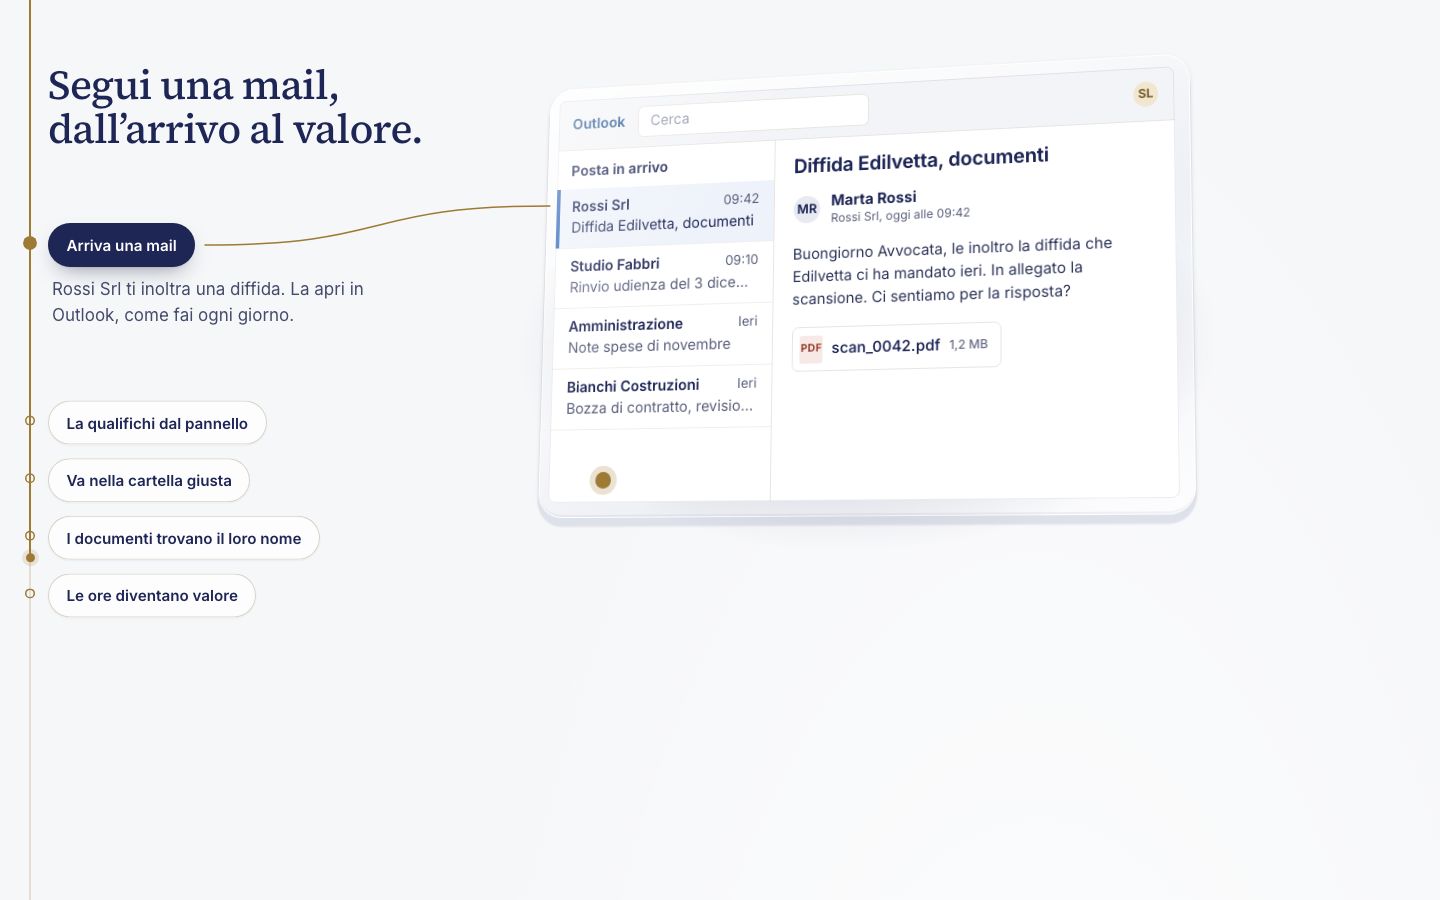 Segui una mail,
dall’arrivo al valore.
Arriva una mail
Rossi Srl ti inoltra una diffida. La apri in
Outlook, come fai ogni giorno.
La qualifichi dal pannello
Va nella cartella giusta
I documenti trovano il loro nome
Le ore diventano valore
Outlook
Cerca
SL
Posta in arrivo
Rossi Srl 09:42
Diffida Edilvetta, documenti
Studio Fabbri 09:10
Rinvio udienza del 3 dice...
Amministrazione Ieri
Note spese di novembre
Bianchi Costruzioni Ieri
Bozza di contratto, revisio...
Diffida Edilvetta, documenti
MR
Marta Rossi
Rossi Srl, oggi alle 09:42
Buongiorno Avvocata, le inoltro la diffida che
Edilvetta ci ha mandato ieri. In allegato la
scansione. Ci sentiamo per la risposta?
PDF scan_0042.pdf 1,2 MB